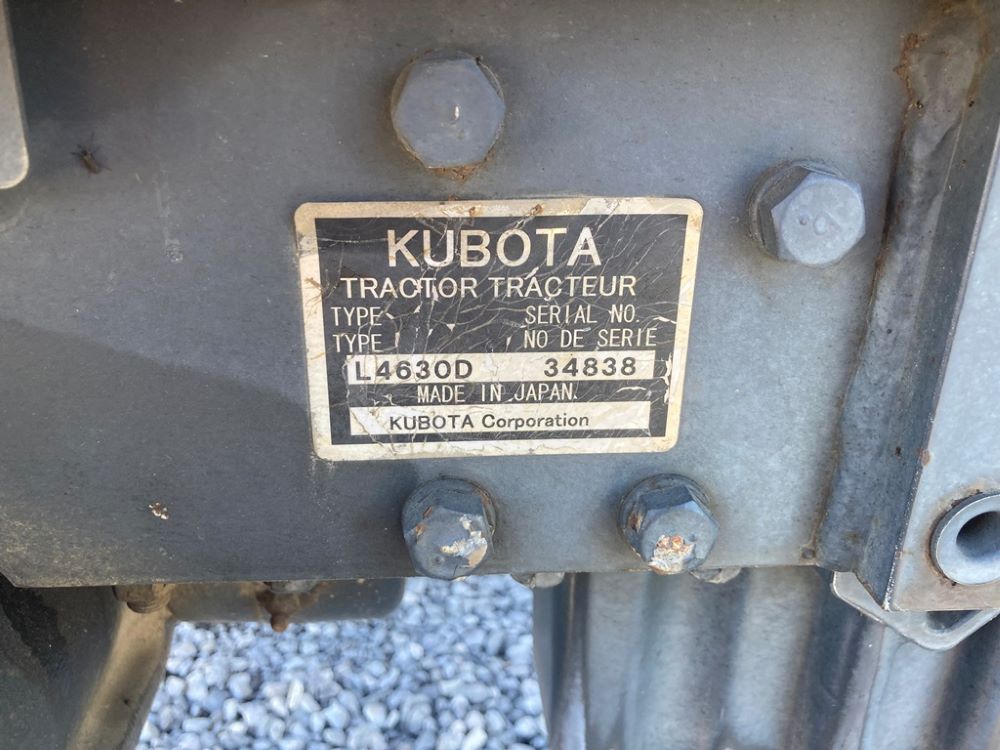 KUBOTA
TRACTOR TRACTEUR
TYPE SERIAL NO.
TYPE NO DE SERIE
L4630D 34838
MADE IN JAPAN.
KUBOTA Corporation